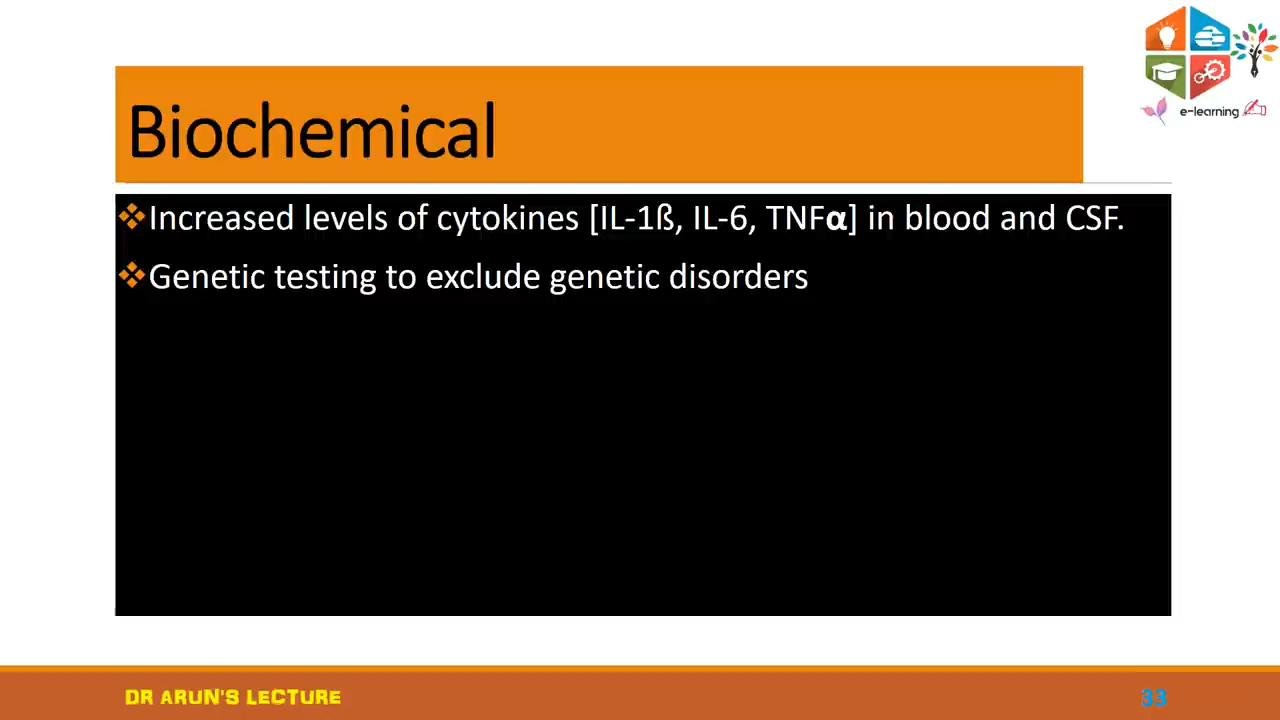 e-learning
Biochemical
❖Increased levels of cytokines [IL-1ß, IL-6, TNFα] in blood and CSF.
❖Genetic testing to exclude genetic disorders
DR ARUN'S LECTURE
33